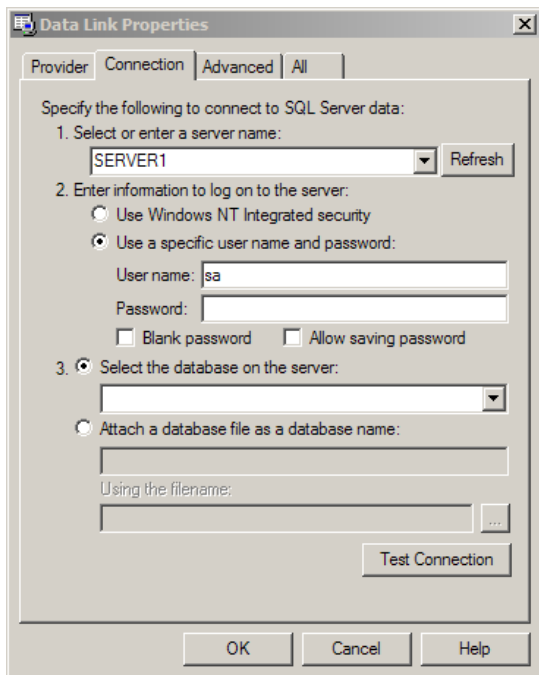 Data Link Properties
Provider Connection Advanced All
Specify the following to connect to SQL Server data:
1. Select or enter a server name:
SERVER1 Refresh
2. Enter information to log on to the server:
Use Windows NT Integrated security
Use a specific user name and password:
User name: sa
Password:
Blank password Allow saving password
3. Select the database on the server:
Attach a database file as a database name:
Using the filename:
...
Test Connection
OK Cancel Help